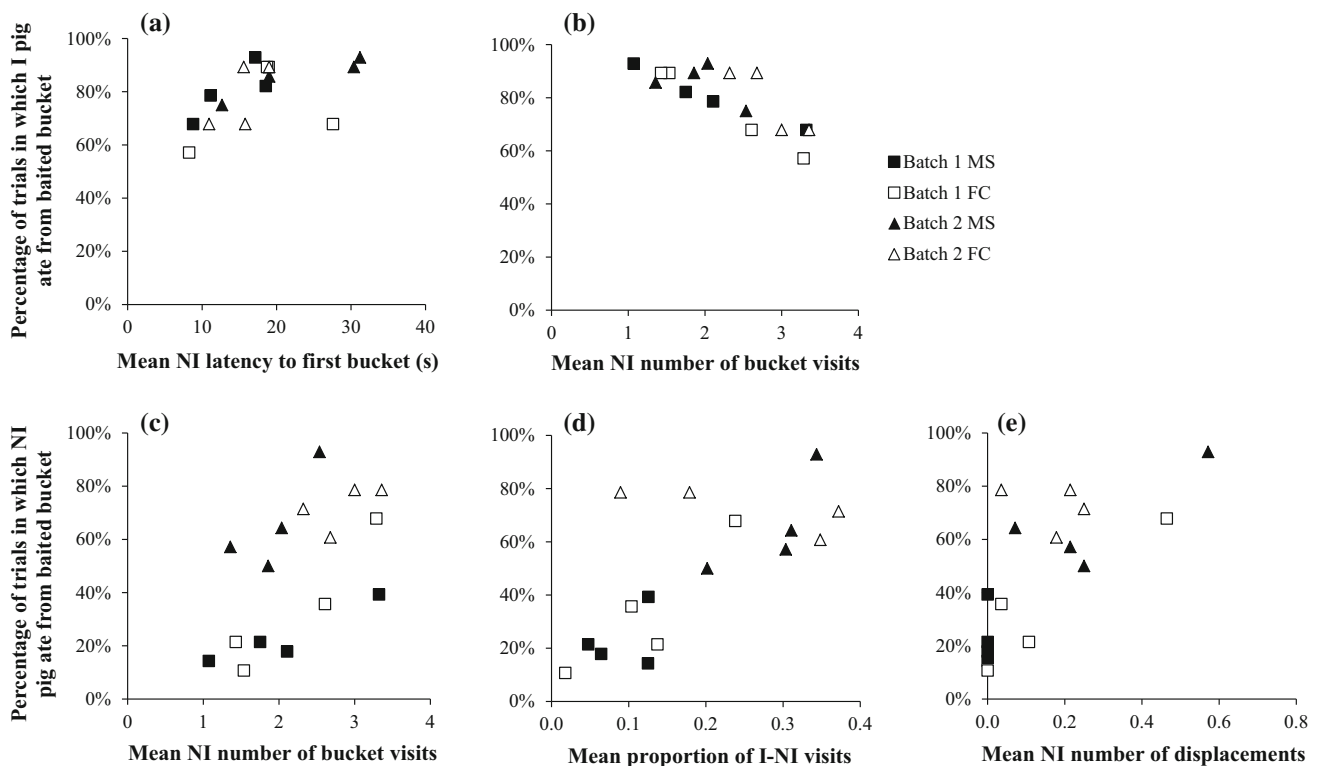 Percentage of trials in which I pig
ate from baited bucket
(a)
100%
80%
60%
40%
20%
0%
0 10 20 30 40
Mean NI latency to first bucket (s)
(b)
100%
80%
60%
40%
20%
0%
0 1 2 3 4
Mean NI number of bucket visits
Batch 1 MS
Batch 1 FC
Batch 2 MS
Batch 2 FC
Percentage of trials in which NI
pig ate from baited bucket
(c)
100%
80%
60%
40%
20%
0%
0 1 2 3 4
Mean NI number of bucket visits
(d)
100%
80%
60%
40%
20%
0%
0.0 0.1 0.2 0.3 0.4
Mean proportion of I-NI visits
(e)
100%
80%
60%
40%
20%
0%
0.0 0.2 0.4 0.6 0.8
Mean NI number of displacements